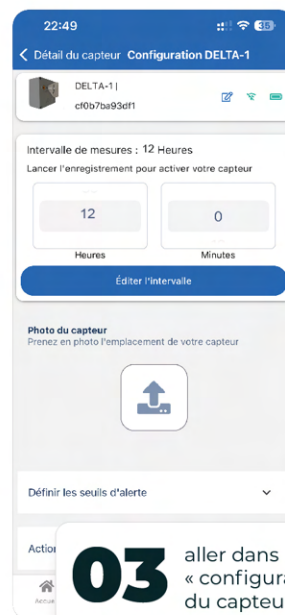 22:49
35
Détail du capteur Configuration DELTA-1
DELTA-1 |
cf0b7ba93df1
Intervalle de mesures : 12 Heures
Lancer l'enregistrement pour activer votre capteur
12 0
Heures Minutes
Éditer l'intervalle
Photo du capteur
Prenez en photo l'emplacement de votre capteur
Définir les seuils d'alerte
Action
03
aller dans
« configura
du capteu